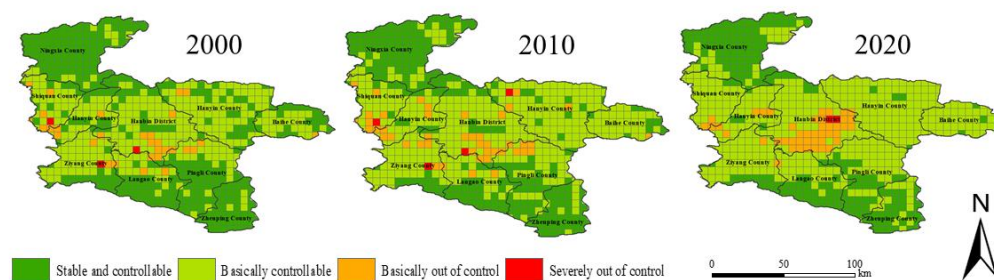 2000
Ningxia County
Shiquan County
Hanyin County
Hanyin County
Hanbin District
Baihe County
Ziyang County
Langao County
Pingli County
Zhenping County
2010
Ningxia County
Shiquan County
Hanyin County
Hanyin County
Hanbin District
Baihe County
Ziyang County
Langao County
Pingli County
Zhenping County
2020
Ningxia County
Shiquan County
Hanyin County
Hanyin County
Hanbin District
Baihe County
Ziyang County
Langao County
Pingli County
Zhenping County
Stable and controllable
Basically controllable
Basically out of control
Severely out of control
0 50 100
km
N